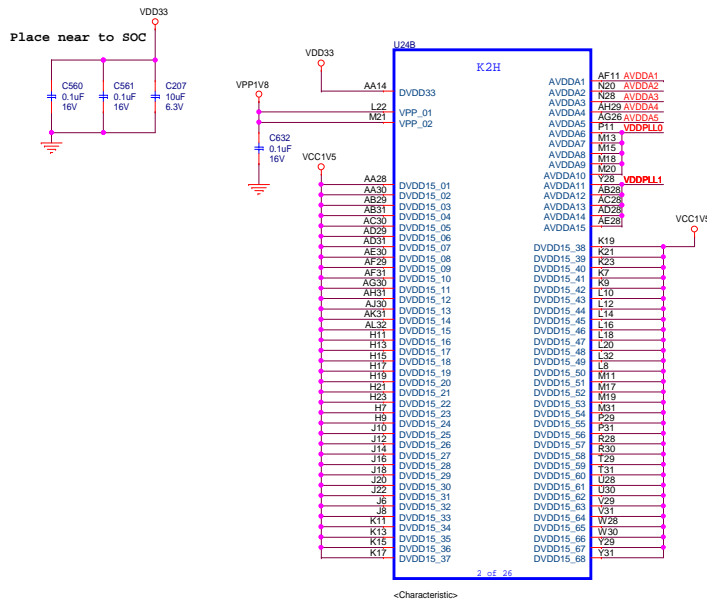 VDD33
Place near to SOC
C560
0.1uF
16V
C561
0.1uF
16V
C207
10uF
6.3V
VDD33
VPP1V8
C632
0.1uF
16V
VCC1V5
U24B
K2H
AA14 DVDD33
L22 VPP_01
M21 VPP_02
AA28 DVDD15_01
AA30 DVDD15_02
AB29 DVDD15_03
AB31 DVDD15_04
AC30 DVDD15_05
AD29 DVDD15_06
AD31 DVDD15_07
AE30 DVDD15_08
AF29 DVDD15_09
AF31 DVDD15_10
AG30 DVDD15_11
AH31 DVDD15_12
AJ30 DVDD15_13
AK31 DVDD15_14
AL32 DVDD15_15
H11 DVDD15_16
H13 DVDD15_17
H15 DVDD15_18
H17 DVDD15_19
H19 DVDD15_20
H21 DVDD15_21
H23 DVDD15_22
H7 DVDD15_23
H9 DVDD15_24
J10 DVDD15_25
J12 DVDD15_26
J14 DVDD15_27
J16 DVDD15_28
J18 DVDD15_29
J20 DVDD15_30
J22 DVDD15_31
J6 DVDD15_32
J8 DVDD15_33
K11 DVDD15_34
K13 DVDD15_35
K15 DVDD15_36
K17 DVDD15_37
AVDDA1 AF11 AVDDA1
AVDDA2 N20 AVDDA2
AVDDA3 N28 AVDDA3
AVDDA4 AH29 AVDDA4
AVDDA5 AG26 AVDDA5
AVDDA6 P11 VDDPLL0
AVDDA7 M13
AVDDA8 M15
AVDDA9 M18
AVDDA10 M20
AVDDA11 Y28 VDDPLL1
AVDDA12 AB28
AVDDA13 AC28
AVDDA14 AD28
AVDDA15 AE28
VCC1V5
DVDD15_38 K19
DVDD15_39 K21
DVDD15_40 K23
DVDD15_41 K7
DVDD15_42 K9
DVDD15_43 L10
DVDD15_44 L12
DVDD15_45 L14
DVDD15_46 L16
DVDD15_47 L18
DVDD15_48 L20
DVDD15_49 L32
DVDD15_50 L8
DVDD15_51 M11
DVDD15_52 M17
DVDD15_53 M19
DVDD15_54 M31
DVDD15_55 P29
DVDD15_56 P31
DVDD15_57 R28
DVDD15_58 R30
DVDD15_59 T29
DVDD15_60 T31
DVDD15_61 U28
DVDD15_62 U30
DVDD15_63 V29
DVDD15_64 V31
DVDD15_65 W28
DVDD15_66 W30
DVDD15_67 Y29
DVDD15_68 Y31
2 of 26
<Characteristic>